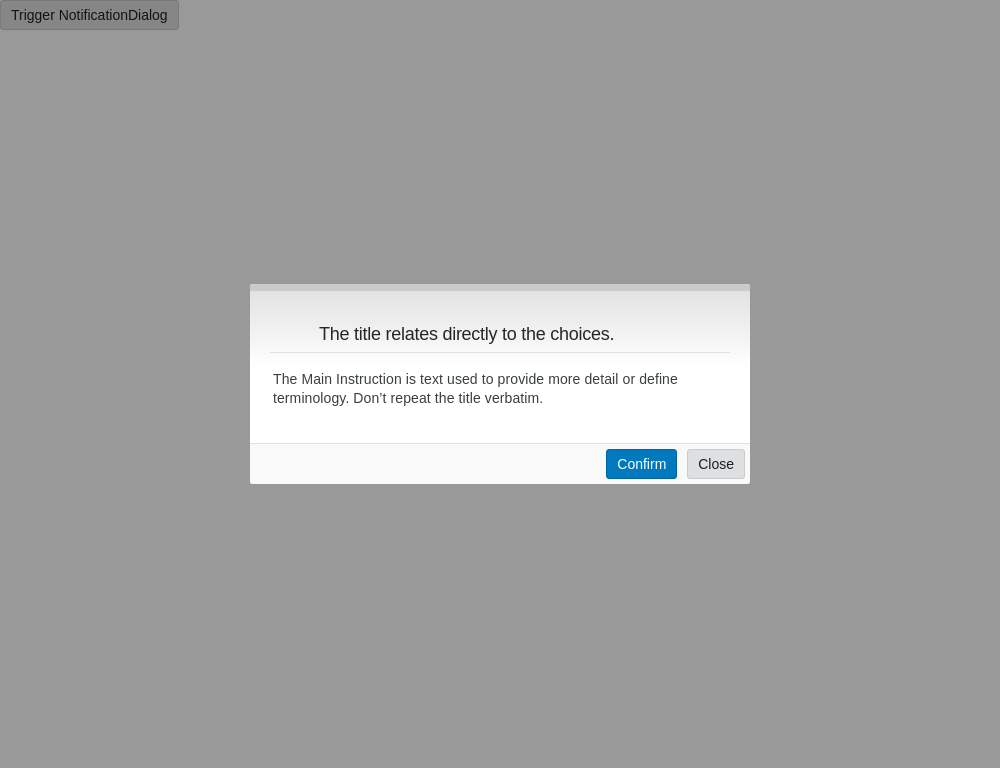 Trigger NotificationDialog
The title relates directly to the choices.
The Main Instruction is text used to provide more detail or define
terminology. Don’t repeat the title verbatim.
Confirm
Close